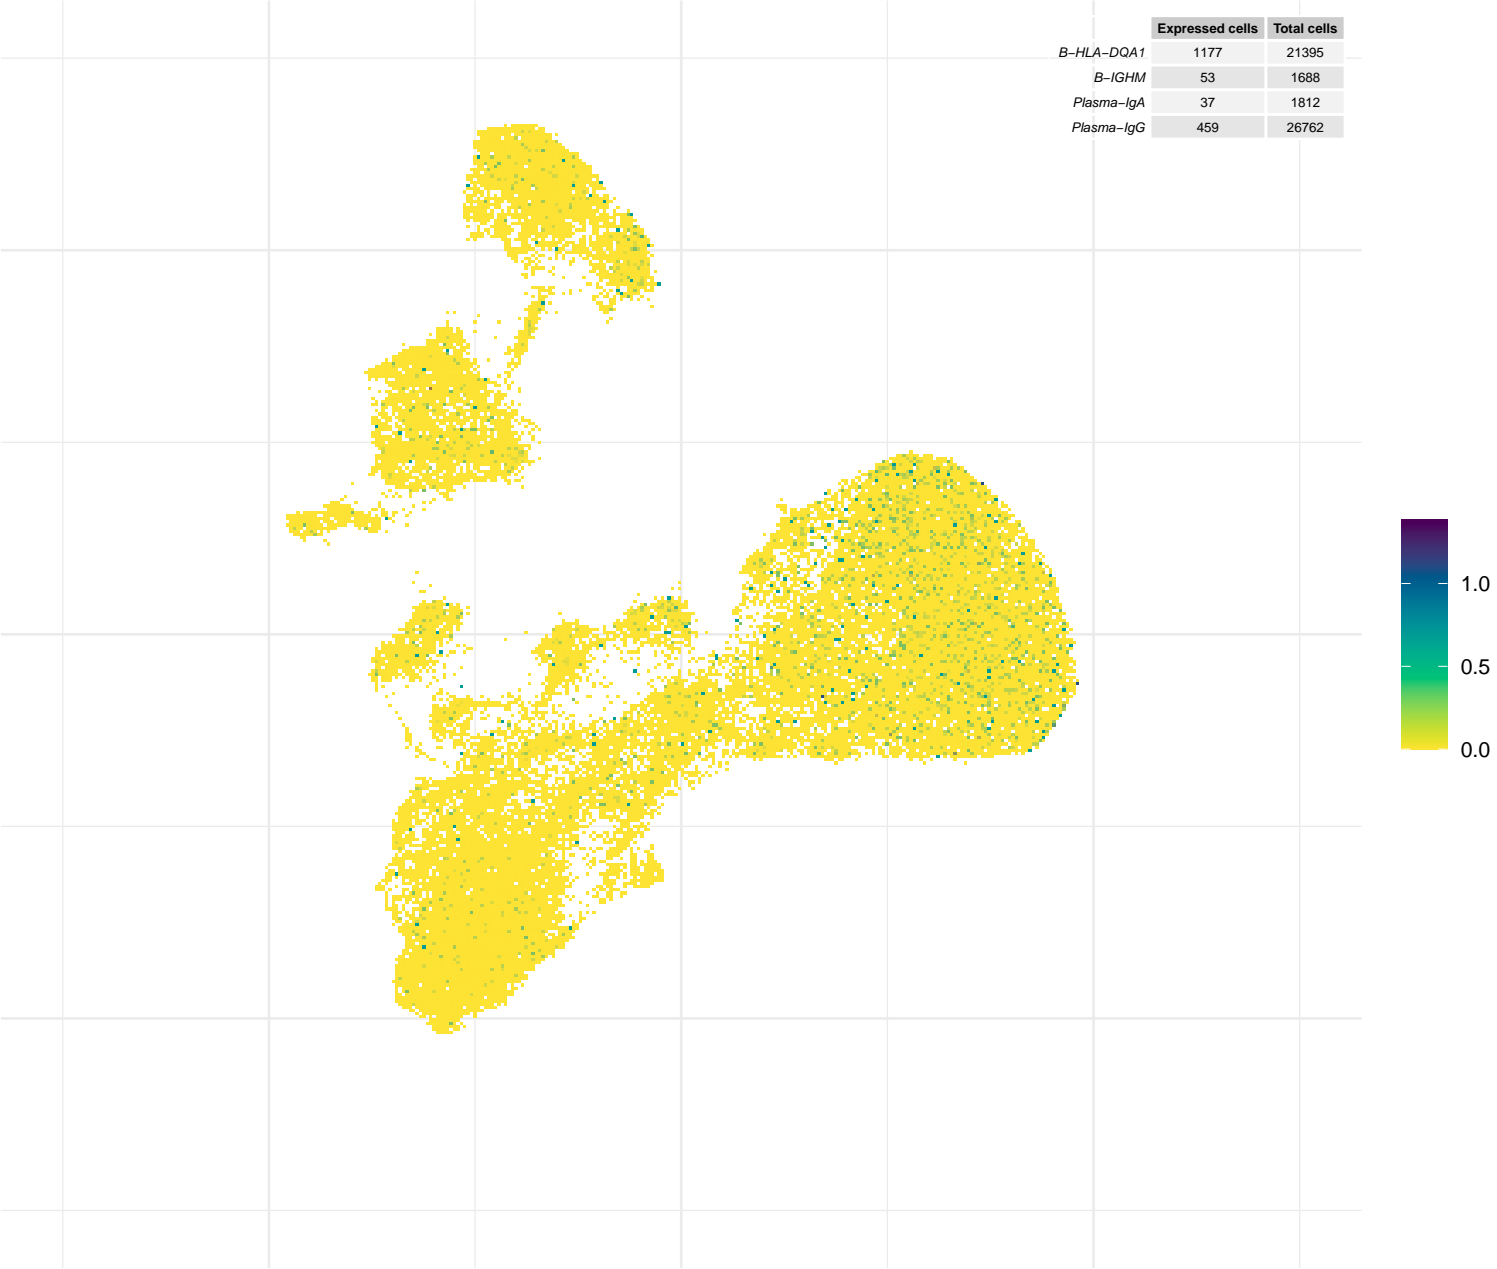 Expressed cells Total cells
B−HLA−DQA1 1177 21395
B−IGHM 53 1688
Plasma−IgA 37 1812
Plasma−IgG 459 26762
1.0
0.5
0.0